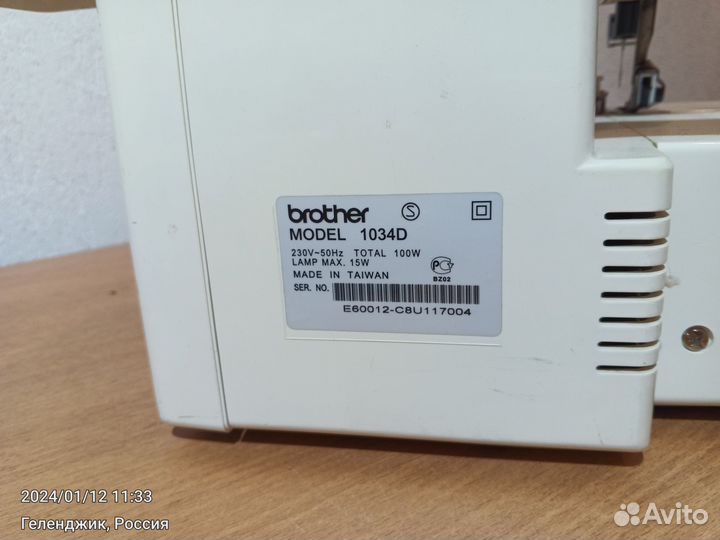 brother
MODEL 1034D
230V~50Hz TOTAL 100W
LAMP MAX. 15W
MADE IN TAIWAN
BZ02
SER. NO.
E60012-C8U117004
2024/01/12 11:33
Геленджик, Россия
Avito